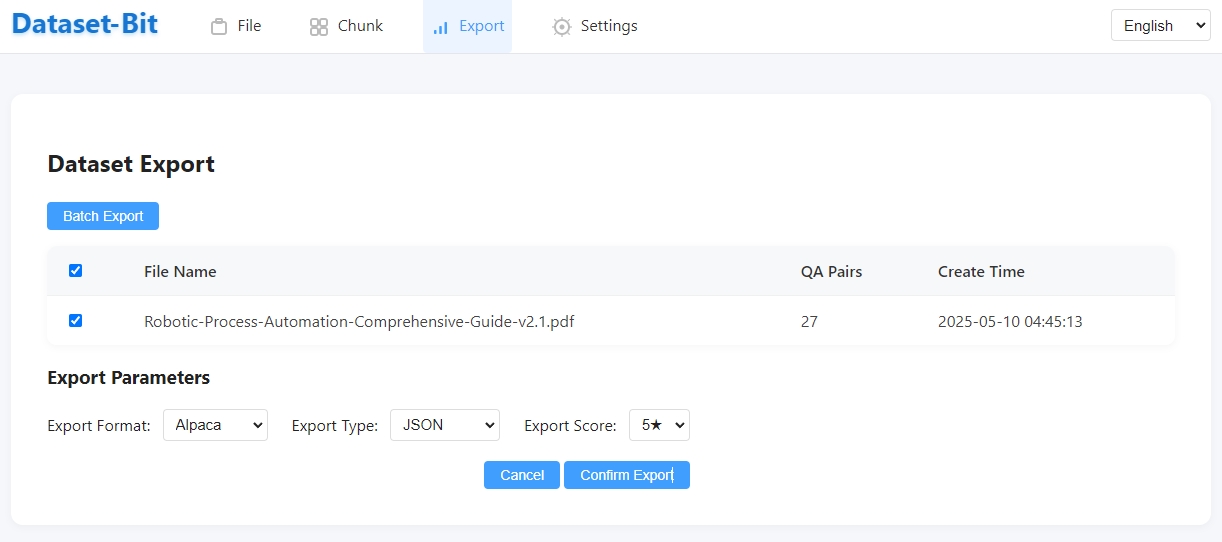 Dataset-Bit File Chunk Export Settings English
Dataset Export
Batch Export
File Name QA Pairs Create Time
Robotic-Process-Automation-Comprehensive-Guide-v2.1.pdf 27 2025-05-10 04:45:13
Export Parameters
Export Format: Alpaca Export Type: JSON Export Score: 5★
Cancel Confirm Export